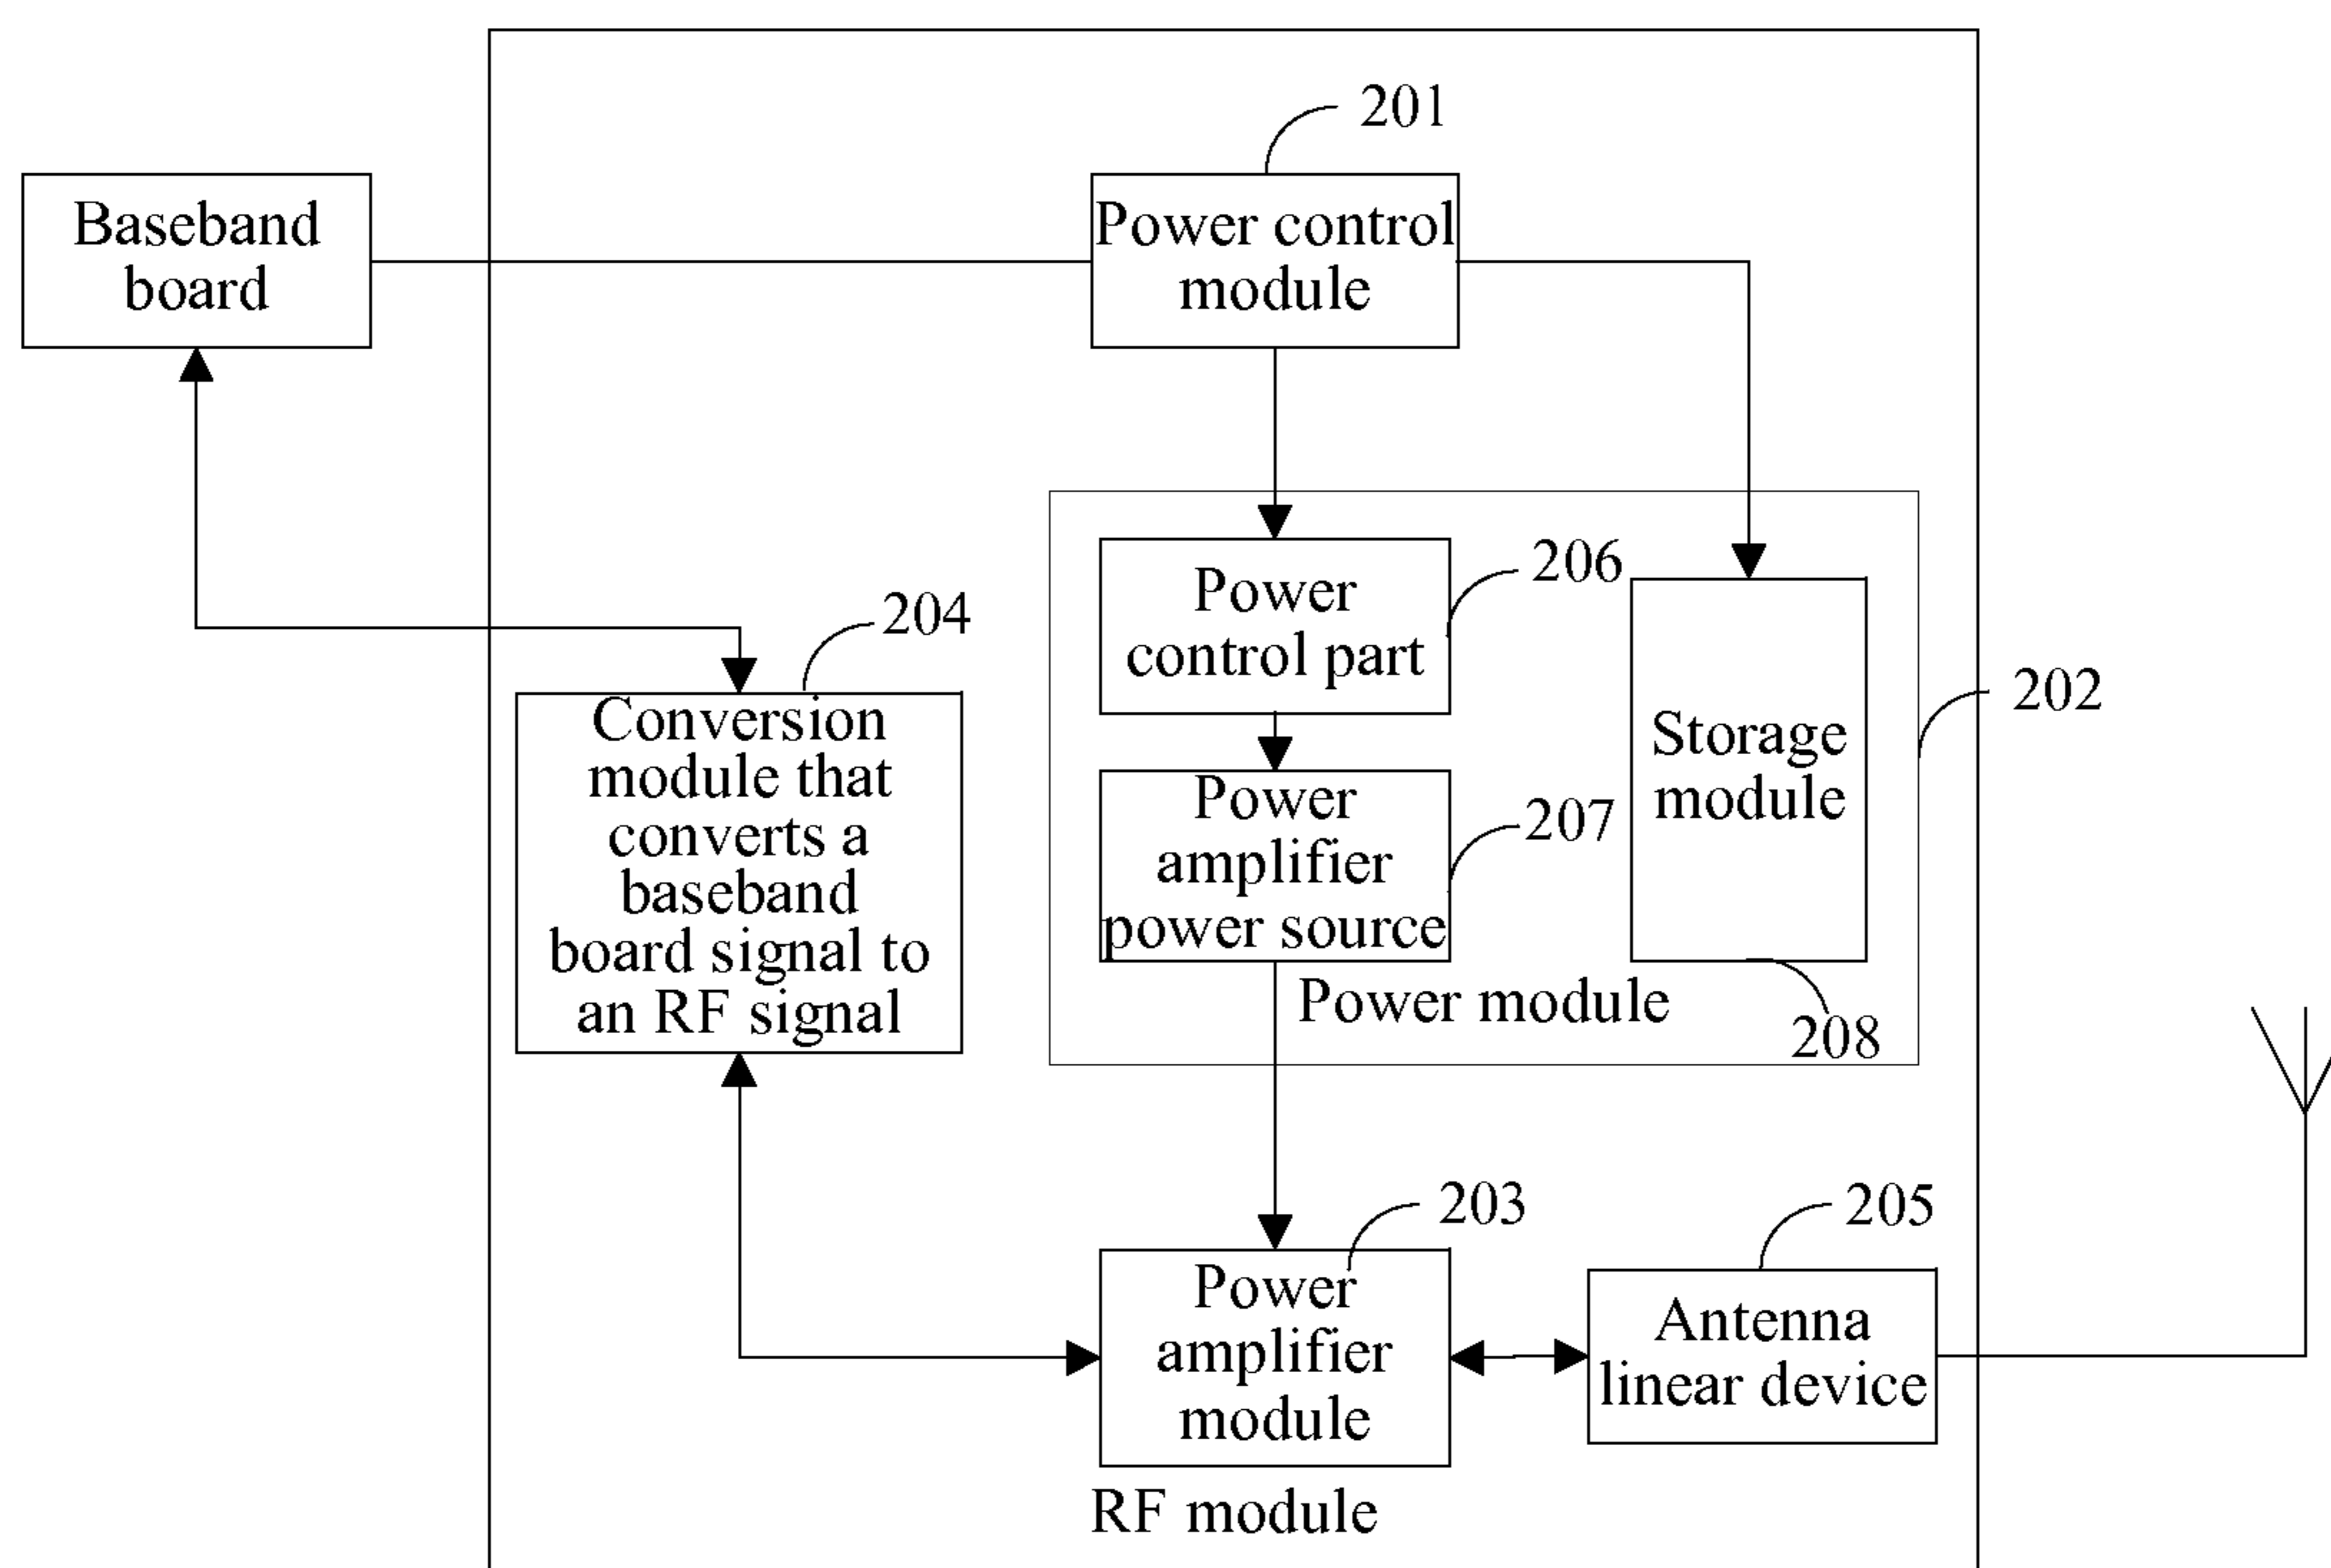 201
Baseband
board
Power control
module
206
Power
control part
204
202
Conversion
module that
converts a
baseband
board signal to
an RF signal
Storage
module
207
Power
amplifier
power source
Power module
208
203
205
Power
amplifier
module
Antenna
linear device
RF module